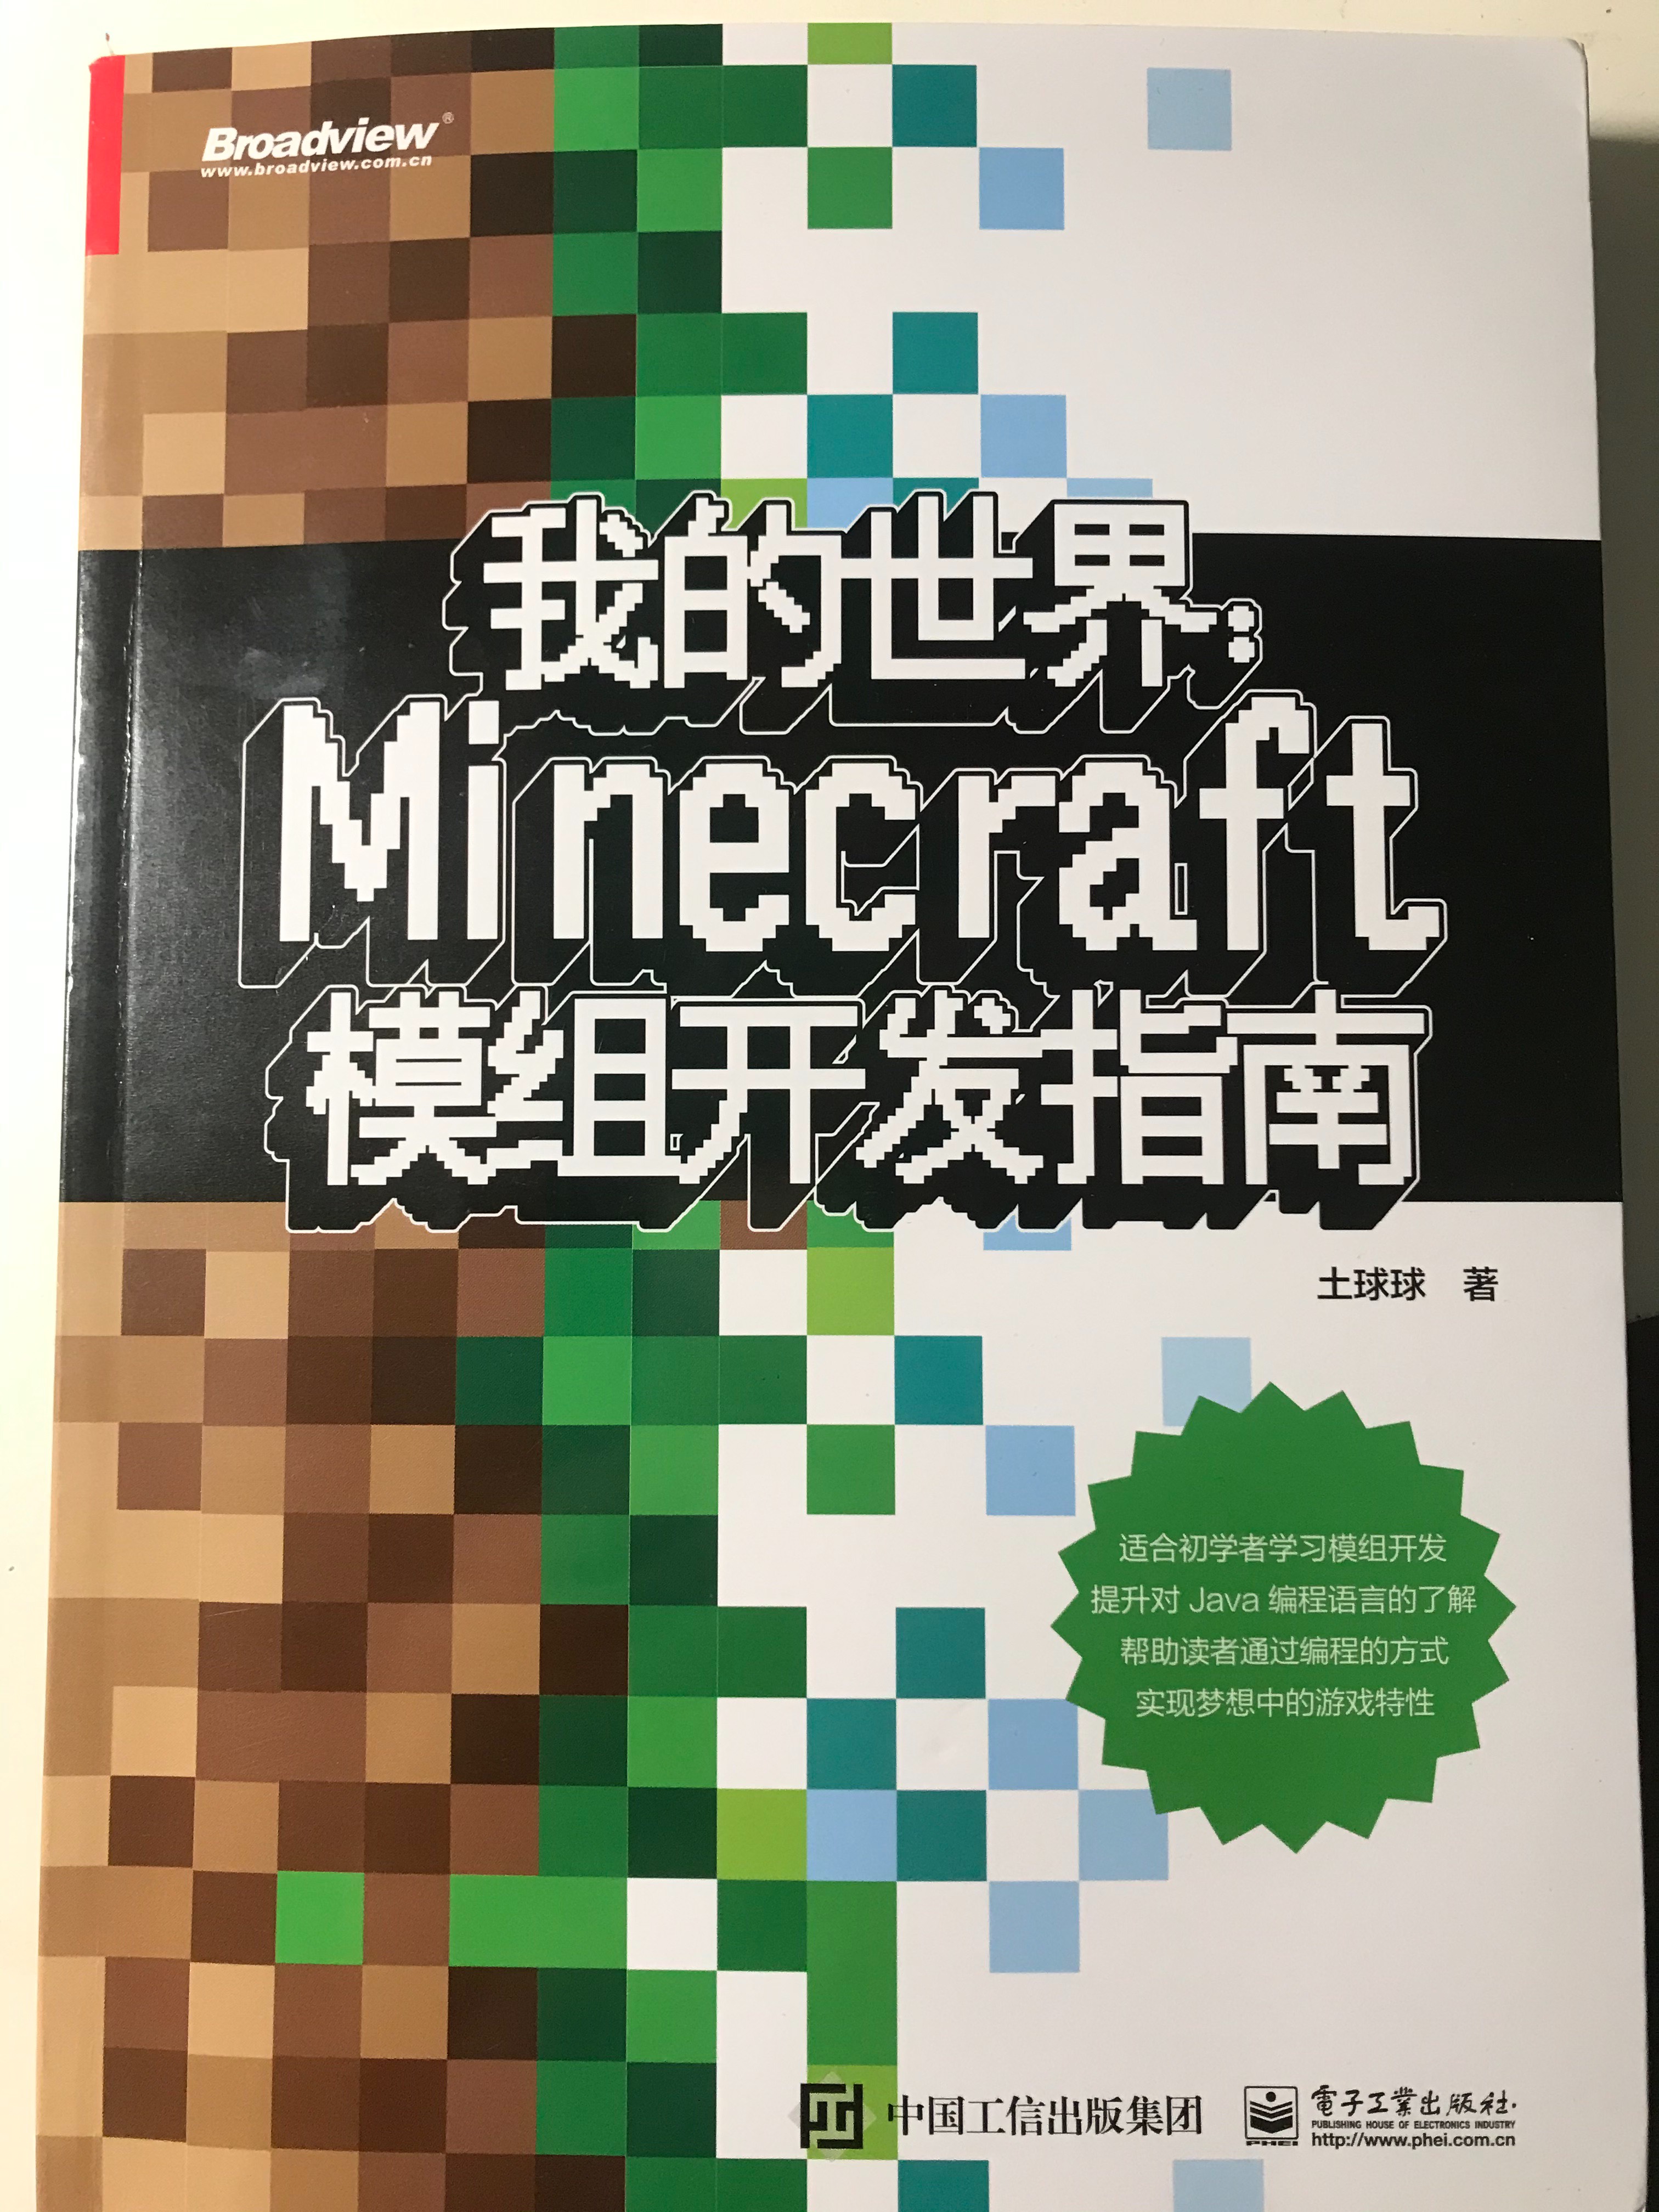 Broadview®
www.broadview.com.cn
我的世界:
Minecraft
模组开发指南
土球球 著
适合初学者学习模组开发
提升对 Java 编程语言的了解
帮助读者通过编程的方式
实现梦想中的游戏特性
中国工信出版集团
電子工業出版社·
PUBLISHING HOUSE OF ELECTRONICS INDUSTRY
PHEI
http://www.phei.com.cn